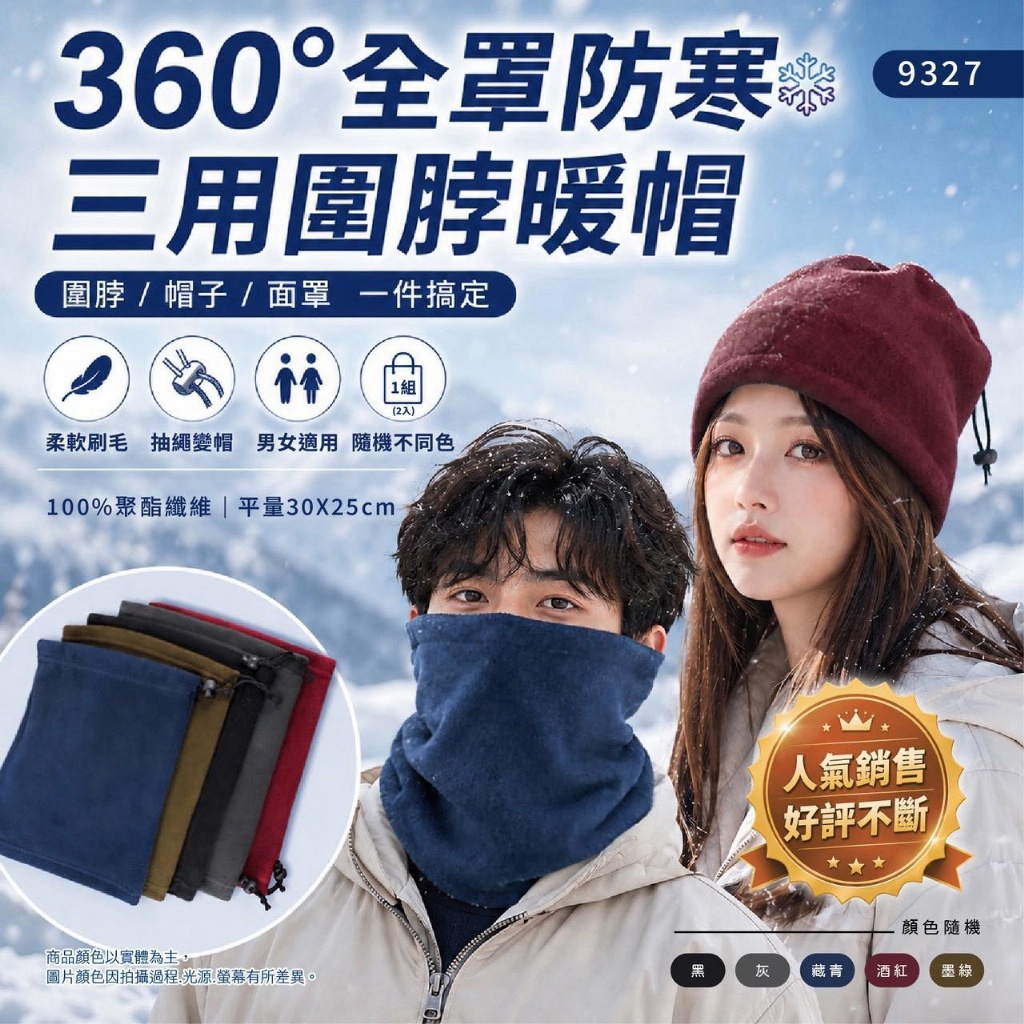 360°全罩防寒
9327
三用圍脖暖帽
圍脖 / 帽子 / 面罩 一件搞定
1組
(2入)
柔軟刷毛
抽繩變帽
男女適用
隨機不同色
100%聚酯纖維｜平量30X25cm
人氣銷售
好評不斷
顏色隨機
黑
灰
藏青
酒紅
墨綠
商品顏色以實體為主，
圖片顏色因拍攝過程.光源.螢幕有所差異。